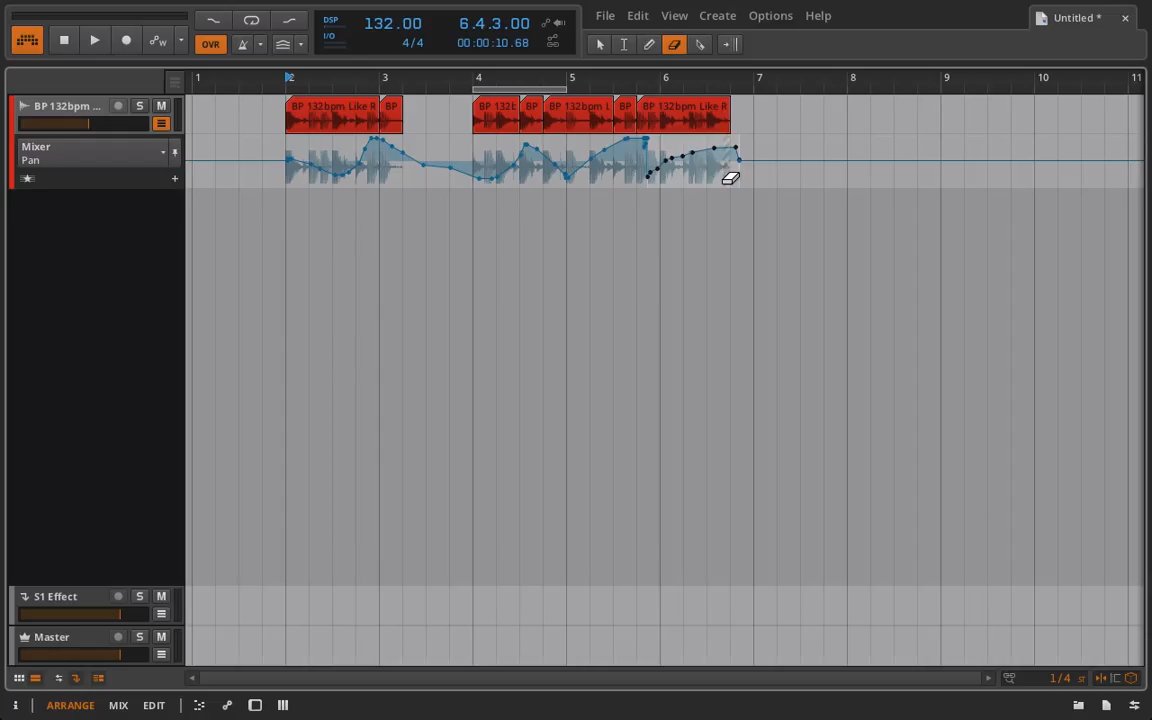 OVR
DSP
I/O
132.00
4/4
6.4.3.00
00:00:10.68
File Edit View Create Options Help
Untitled *
1 2 3 4 5 6 7 8 9 10 11
BP 132bpm ...
S M
BP 132bpm Like R
BP
BP 132b
BP
BP 132bpm L
BP
BP 132bpm Like R
Mixer
Pan
S1 Effect
S M
Master
S M
1/4
ARRANGE MIX EDIT